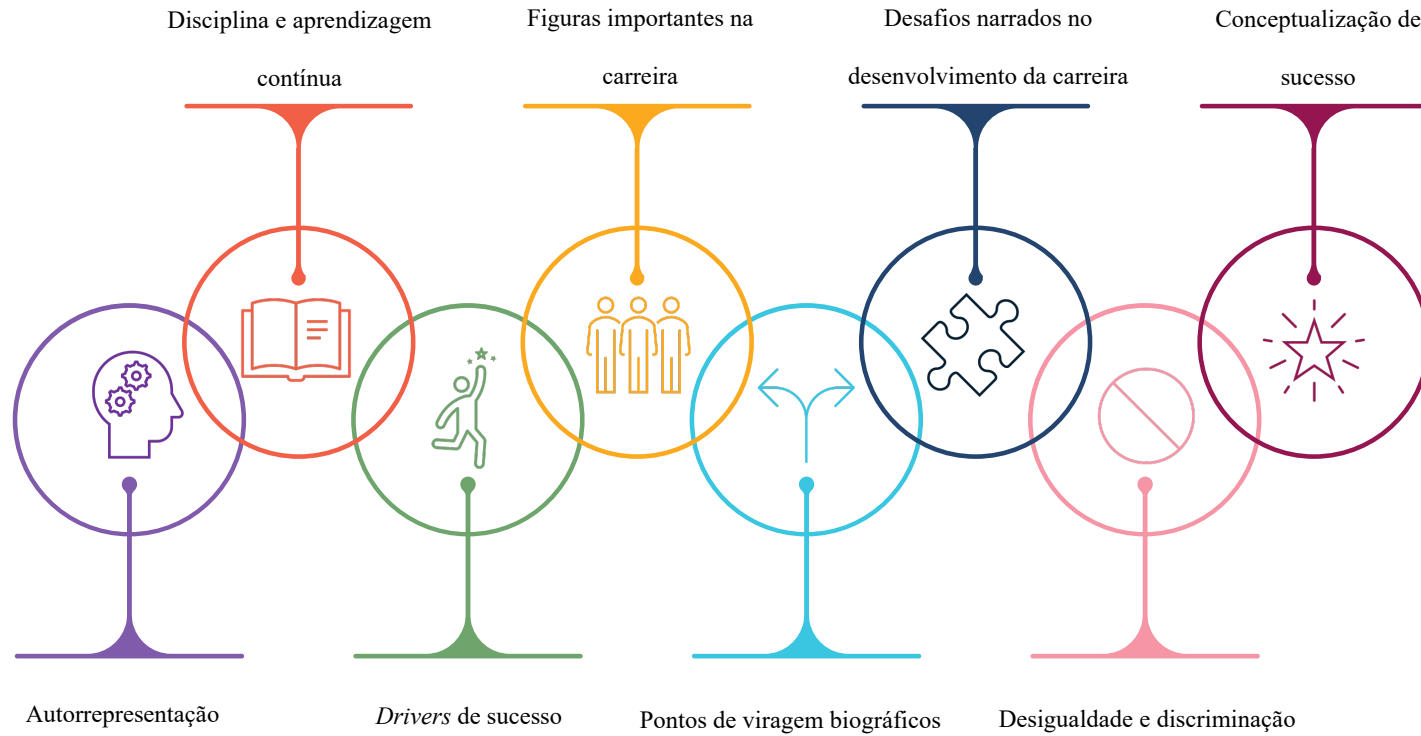 Disciplina e aprendizagem
contínua
Figuras importantes na
carreira
Desafios narrados no
desenvolvimento da carreira
Conceptualização de
sucesso
Autorrepresentação
Drivers de sucesso
Pontos de viragem biográficos
Desigualdade e discriminação